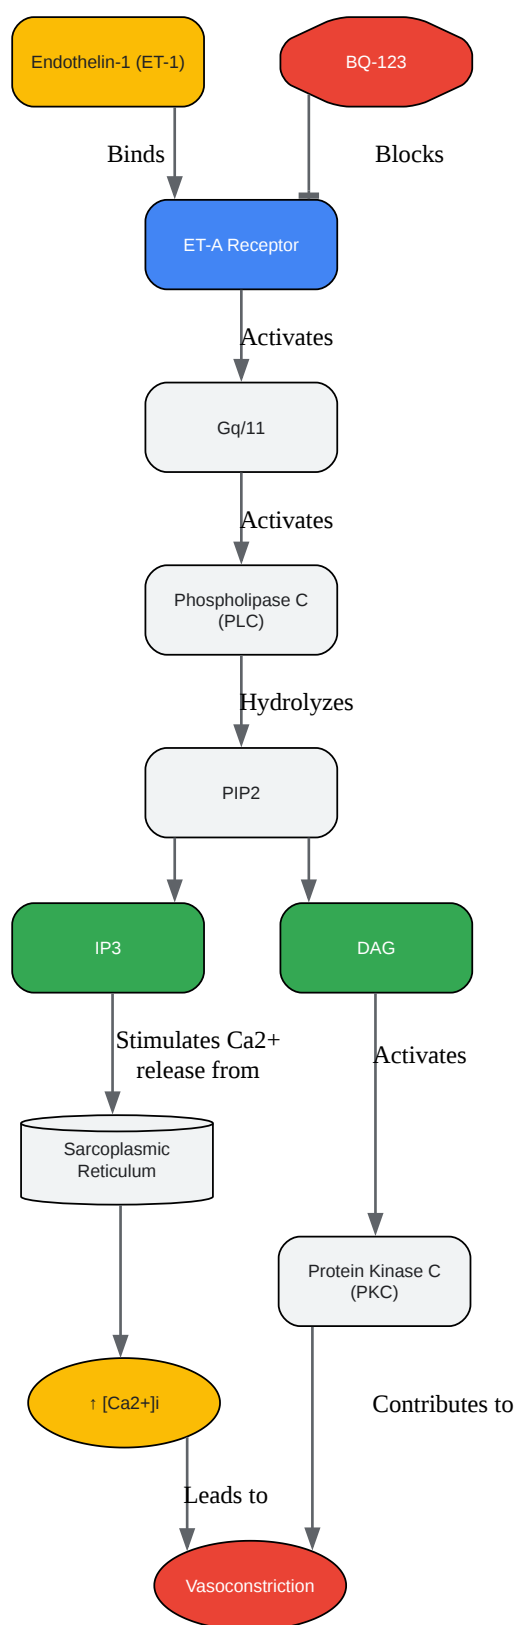 Endothelin-1 (ET-1)
BQ-123
Binds
Blocks
ET-A Receptor
Activates
Gq/11
Activates
Phospholipase C
(PLC)
Hydrolyzes
PIP2
IP3
DAG
Stimulates Ca2+
release from
Activates
Sarcoplasmic
Reticulum
Protein Kinase C
(PKC)
↑ [Ca2+]i
Contributes to
Leads to
Vasoconstriction